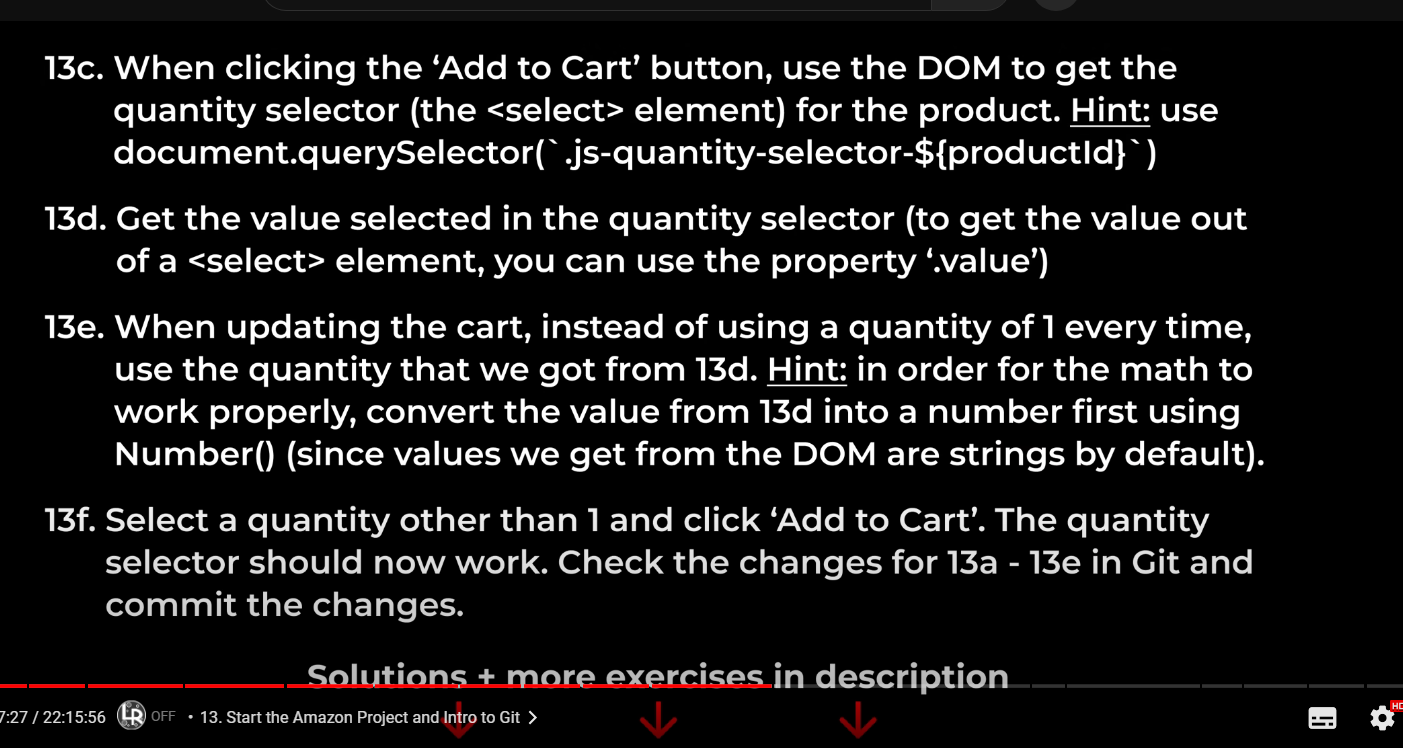 13c. When clicking the ‘Add to Cart’ button, use the DOM to get the
quantity selector (the <select> element) for the product. Hint: use
document.querySelector(`.js-quantity-selector-${productId}`)
13d. Get the value selected in the quantity selector (to get the value out
of a <select> element, you can use the property ‘.value’)
13e. When updating the cart, instead of using a quantity of 1 every time,
use the quantity that we got from 13d. Hint: in order for the math to
work properly, convert the value from 13d into a number first using
Number() (since values we get from the DOM are strings by default).
13f. Select a quantity other than 1 and click ‘Add to Cart’. The quantity
selector should now work. Check the changes for 13a - 13e in Git and
commit the changes.
Solutions + more exercises in description
7:27 / 22:15:56 LR OFF • 13. Start the Amazon Project and Intro to Git
HD